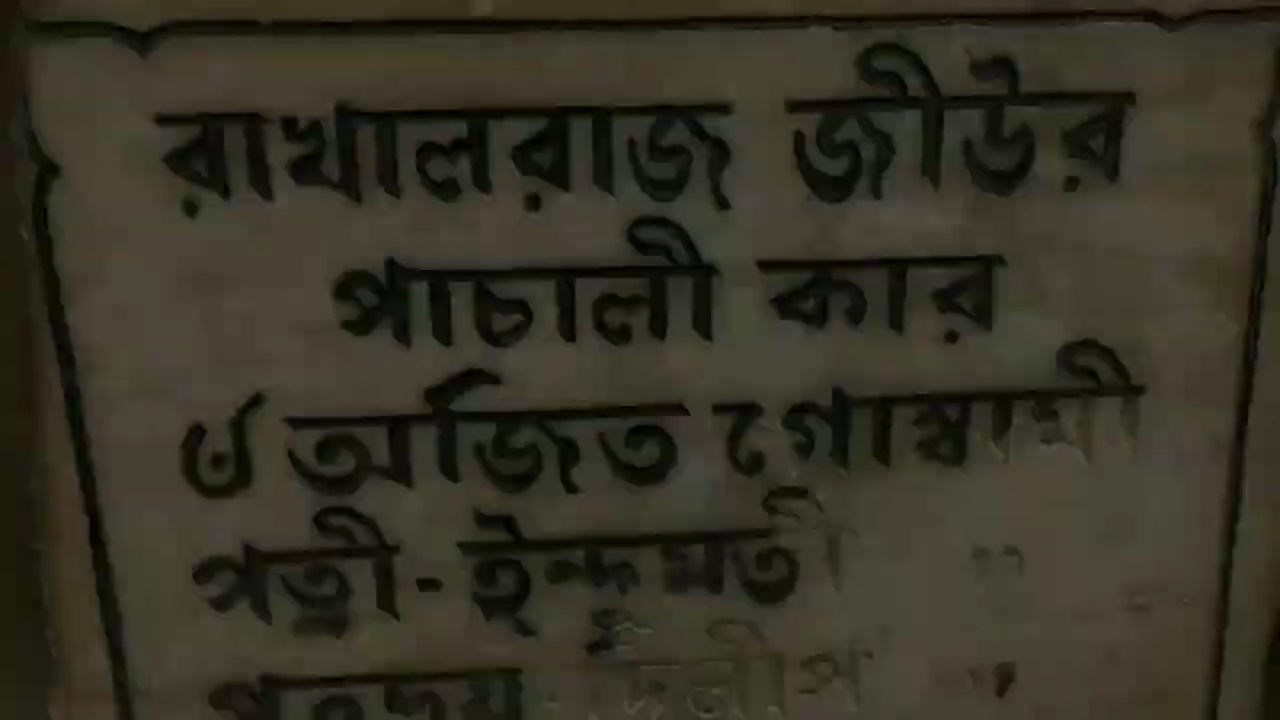 রাখালরাজ জীউর
পাচালী কার
৺অজিত গোস্বামী
পত্নী - ইন্দুমতী
দিলীপ